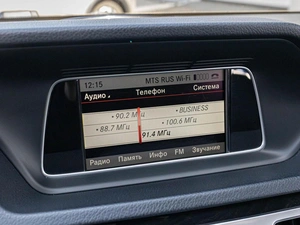 12:15 MTS RUS Wi-Fi
Аудио Телефон Система
• 90.2 МГц • BUSINESS
• 88.7 МГц • 100.6 МГц
91.4 МГц
Радио Память Инфо FM Звучание